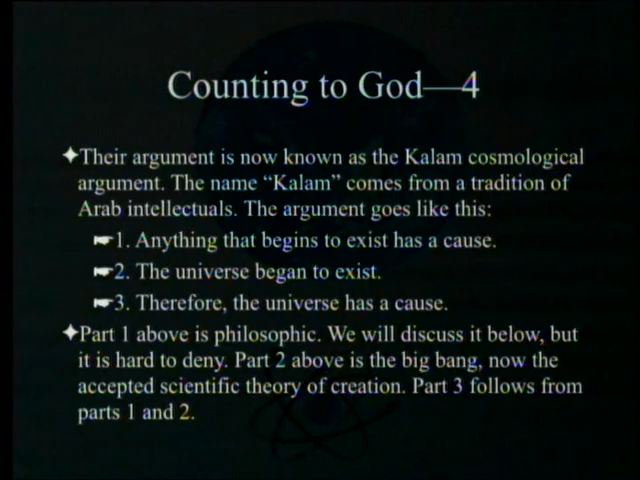 Counting to God—4
✦Their argument is now known as the Kalam cosmological
argument. The name “Kalam” comes from a tradition of
Arab intellectuals. The argument goes like this:
☛1. Anything that begins to exist has a cause.
☛2. The universe began to exist.
☛3. Therefore, the universe has a cause.
✦Part 1 above is philosophic. We will discuss it below, but
it is hard to deny. Part 2 above is the big bang, now the
accepted scientific theory of creation. Part 3 follows from
parts 1 and 2.